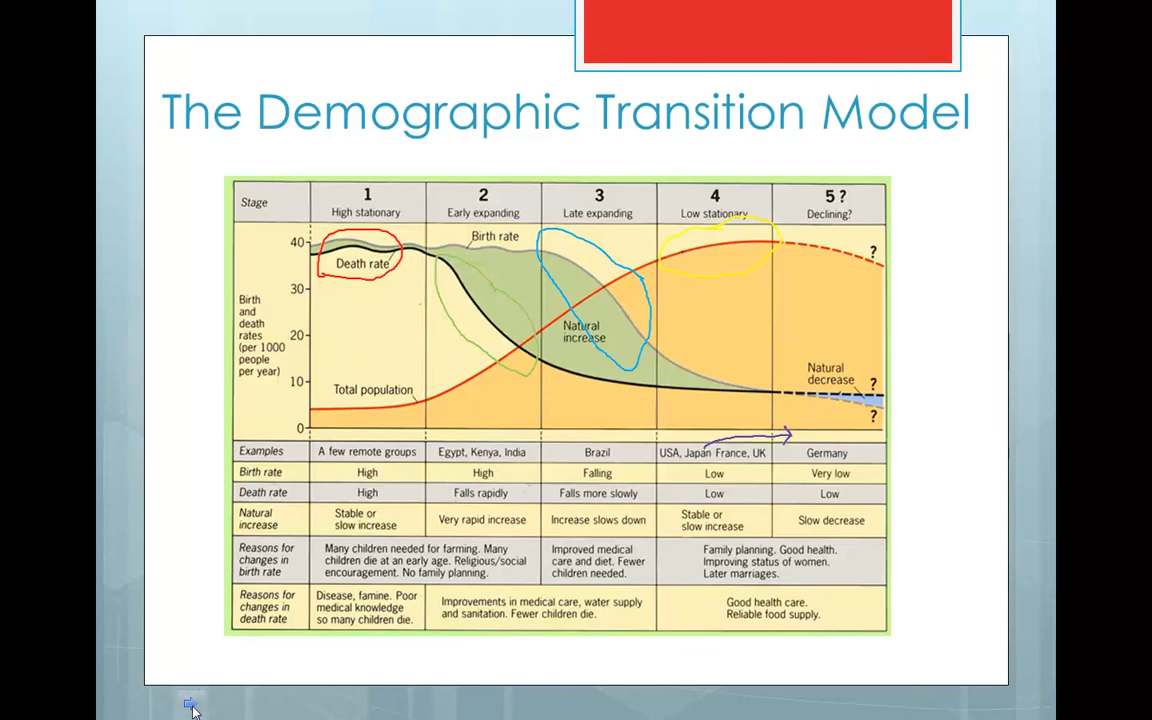 The Demographic Transition Model
Stage
1
High stationary
2
Early expanding
3
Late expanding
4
Low stationary
5 ?
Declining?
Birth
and
death
rates
(per 1000
people
per year)
40
30
20
10
0
Death rate
Birth rate
Total population
Natural
increase
Natural
decrease
?
?
?
Examples
A few remote groups
Egypt, Kenya, India
Brazil
USA, Japan France, UK
Germany
Birth rate
High
High
Falling
Low
Very low
Death rate
High
Falls rapidly
Falls more slowly
Low
Low
Natural
increase
Stable or
slow increase
Very rapid increase
Increase slows down
Stable or
slow increase
Slow decrease
Reasons for
changes in
birth rate
Many children needed for farming. Many
children die at an early age. Religious/social
encouragement. No family planning.
Improved medical
care and diet. Fewer
children needed.
Family planning. Good health.
Improving status of women.
Later marriages.
Reasons for
changes in
death rate
Disease, famine. Poor
medical knowledge
so many children die.
Improvements in medical care, water supply
and sanitation. Fewer children die.
Good health care.
Reliable food supply.